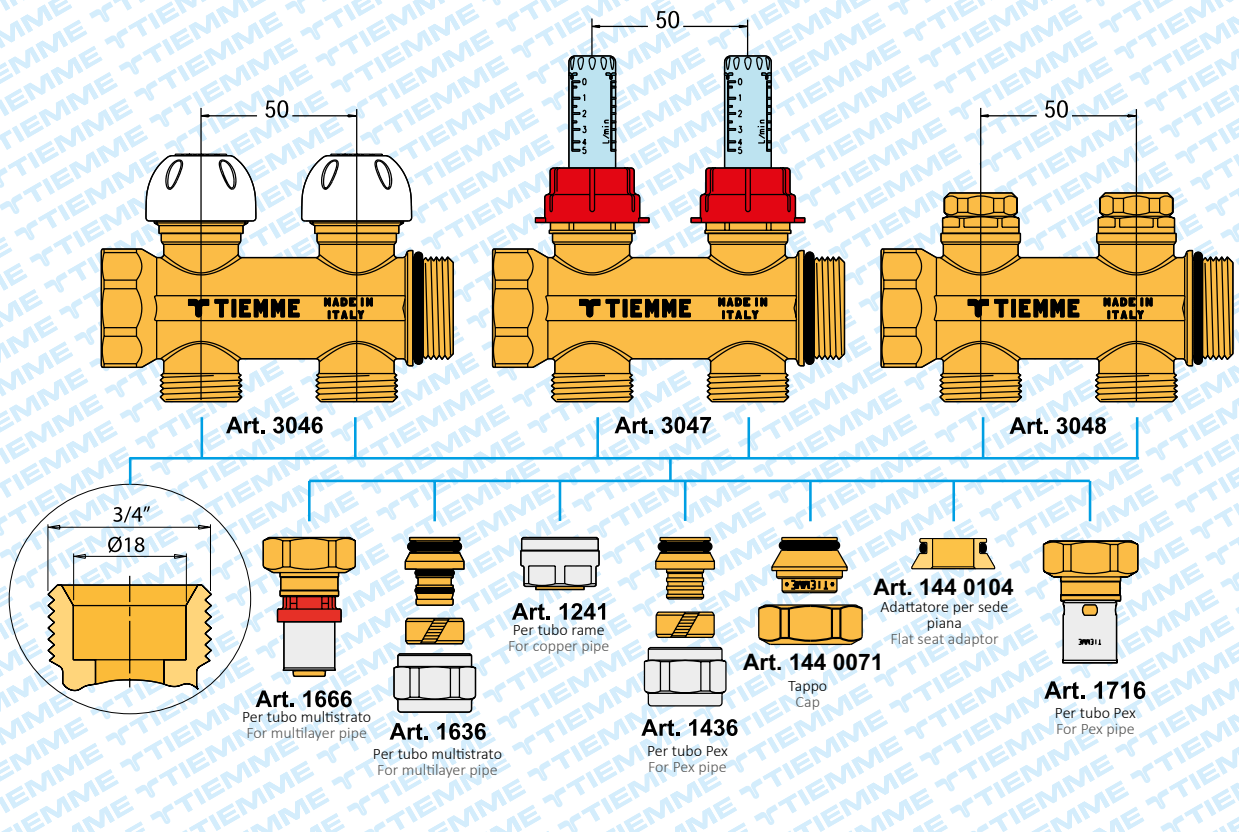 50
50
50
0
1
2
3
4
5
L/min
0
1
2
3
4
5
L/min
TIEMME
MADE IN
ITALY
TIEMME
MADE IN
ITALY
TIEMME
MADE IN
ITALY
Art. 3046
Art. 3047
Art. 3048
3/4"
Ø18
Art. 1666
Per tubo multistrato
For multilayer pipe
Art. 1636
Per tubo multistrato
For multilayer pipe
Art. 1241
Per tubo rame
For copper pipe
Art. 1436
Per tubo Pex
For Pex pipe
TIEMME
Art. 144 0071
Tappo
Cap
Art. 144 0104
Adattatore per sede
piana
Flat seat adaptor
TIEMME
Art. 1716
Per tubo Pex
For Pex pipe
TIEMME